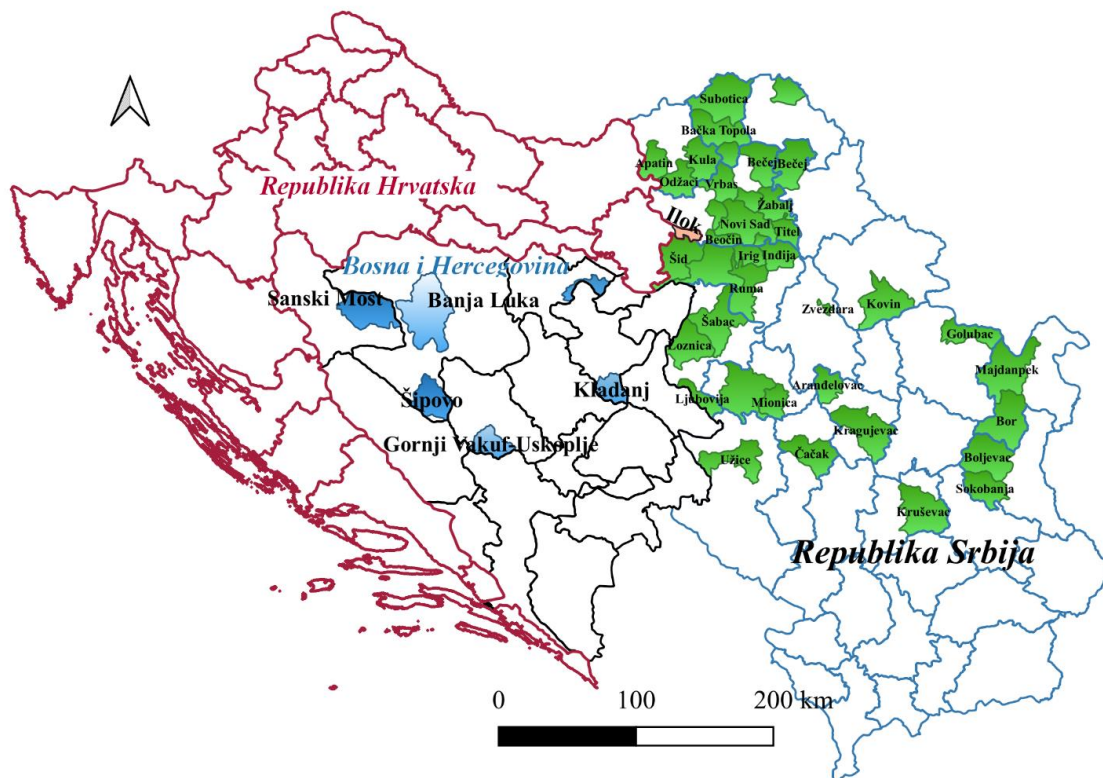 Subotica
Bačka Topola
Apatin
Kula
Bečej
Bečej
Odžaci
Vrbas
Republika Hrvatska
Žabalj
Ilok
Novi Sad
Titel
Beočin
Šid
Irig
Inđija
Bosna i Hercegovina
Ruma
Sanski Most
Banja Luka
Zvezdara
Kovin
Šabac
Golubac
Loznica
Majdanpek
Šipovo
Kladanj
Ljubovija
Mionica
Aranđelovac
Bor
Kragujevac
Gornji Vakuf-Uskoplje
Užice
Čačak
Boljevac
Sokobanja
Kruševac
Republika Srbija
0 100 200 km